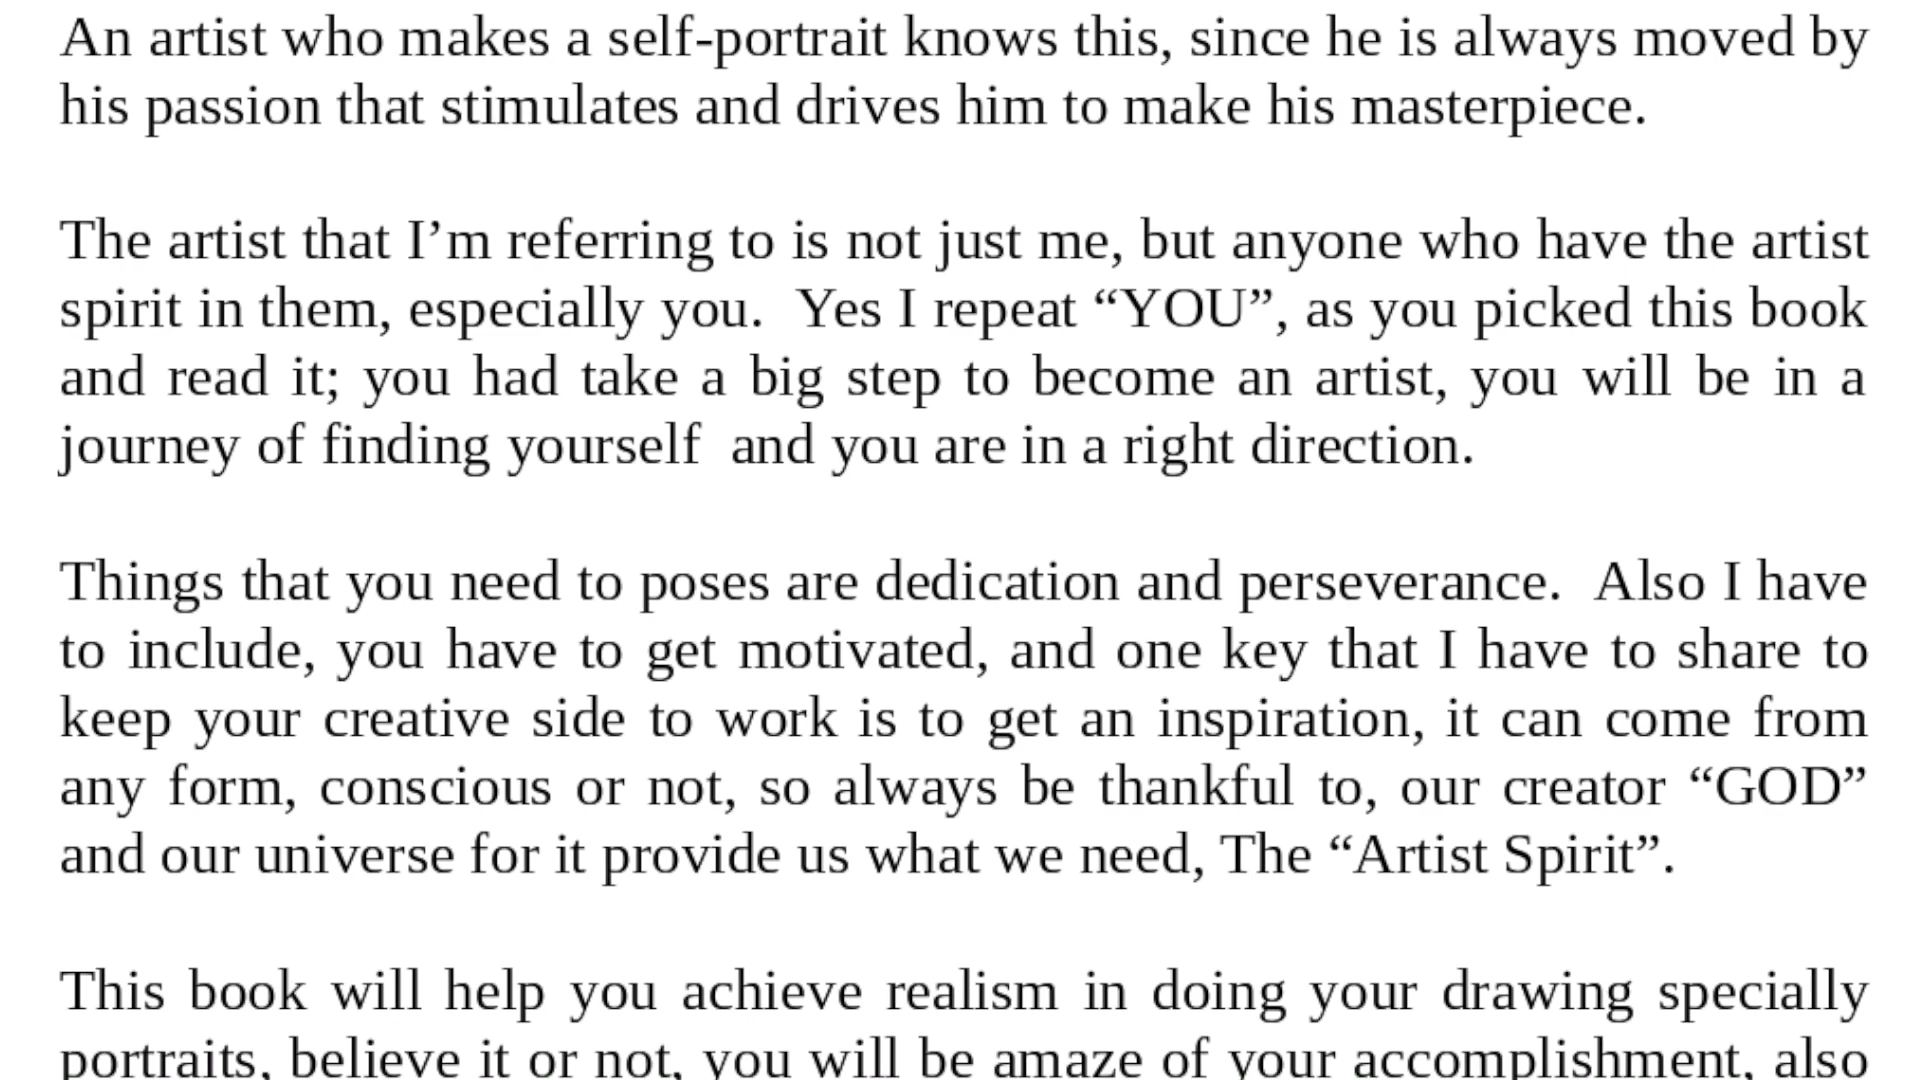 An artist who makes a self-portrait knows this, since he is always moved by
his passion that stimulates and drives him to make his masterpiece.
The artist that I’m referring to is not just me, but anyone who have the artist
spirit in them, especially you.  Yes I repeat “YOU”, as you picked this book
and read it; you had take a big step to become an artist, you will be in a
journey of finding yourself  and you are in a right direction.
Things that you need to poses are dedication and perseverance.  Also I have
to include, you have to get motivated, and one key that I have to share to
keep your creative side to work is to get an inspiration, it can come from
any form, conscious or not, so always be thankful to, our creator “GOD”
and our universe for it provide us what we need, The “Artist Spirit”.
This book will help you achieve realism in doing your drawing specially
portraits, believe it or not, you will be amaze of your accomplishment, also